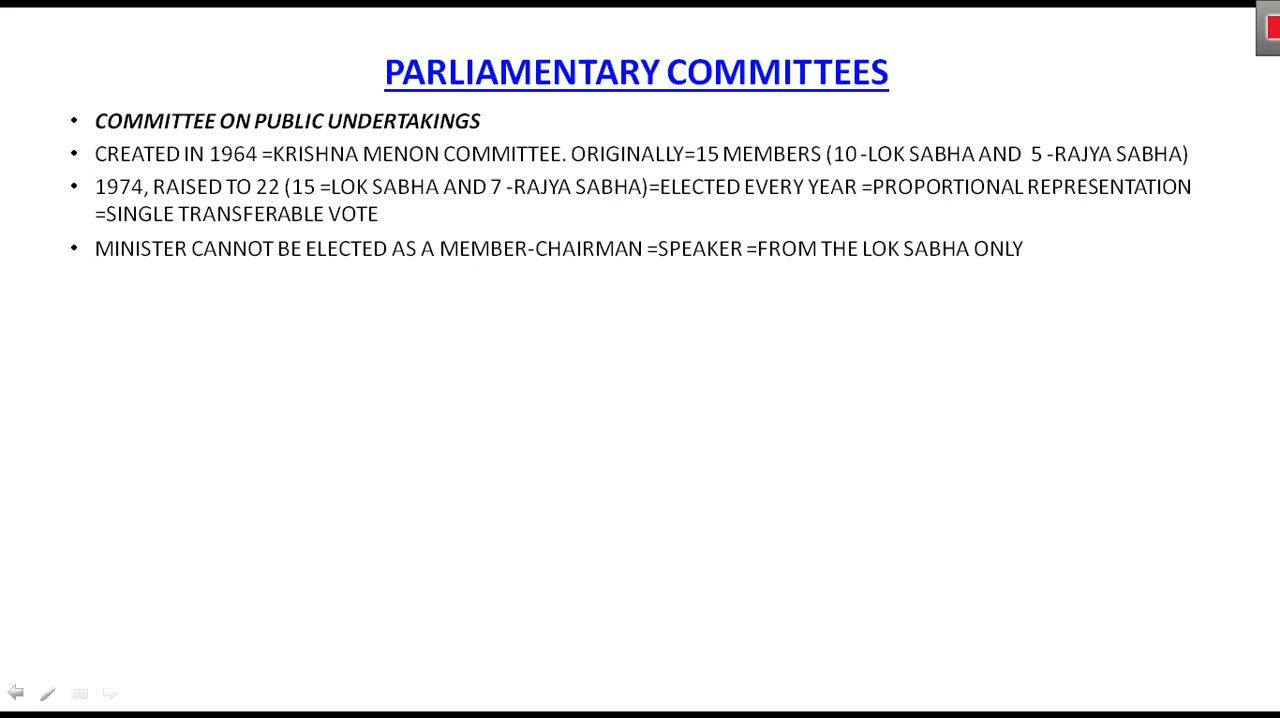 PARLIAMENTARY COMMITTEES
• COMMITTEE ON PUBLIC UNDERTAKINGS
• CREATED IN 1964 =KRISHNA MENON COMMITTEE. ORIGINALLY=15 MEMBERS (10 -LOK SABHA AND 5 -RAJYA SABHA)
• 1974, RAISED TO 22 (15 =LOK SABHA AND 7 -RAJYA SABHA)=ELECTED EVERY YEAR =PROPORTIONAL REPRESENTATION
=SINGLE TRANSFERABLE VOTE
• MINISTER CANNOT BE ELECTED AS A MEMBER-CHAIRMAN =SPEAKER =FROM THE LOK SABHA ONLY